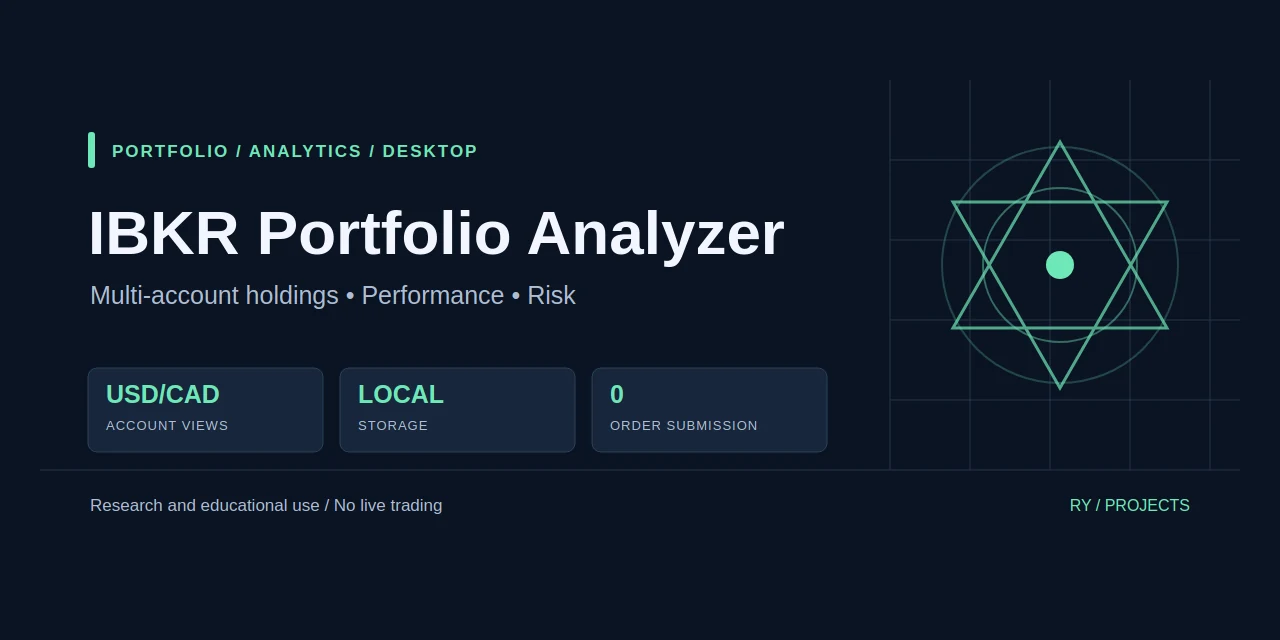 PORTFOLIO / ANALYTICS / DESKTOP
IBKR Portfolio Analyzer
Multi-account holdings • Performance • Risk
USD/CAD
ACCOUNT VIEWS
LOCAL
STORAGE
0
ORDER SUBMISSION
Research and educational use / No live trading
RY / PROJECTS